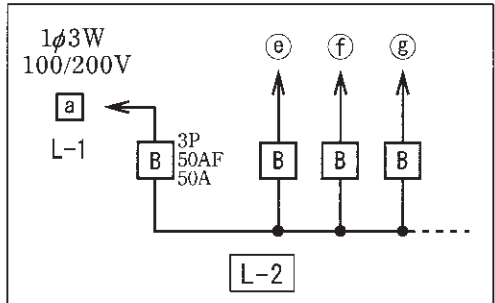 1φ3W
100/200V
a
L-1
ⓔ ⓕ ⓖ
B
3P
50AF
50A
B B B
L-2